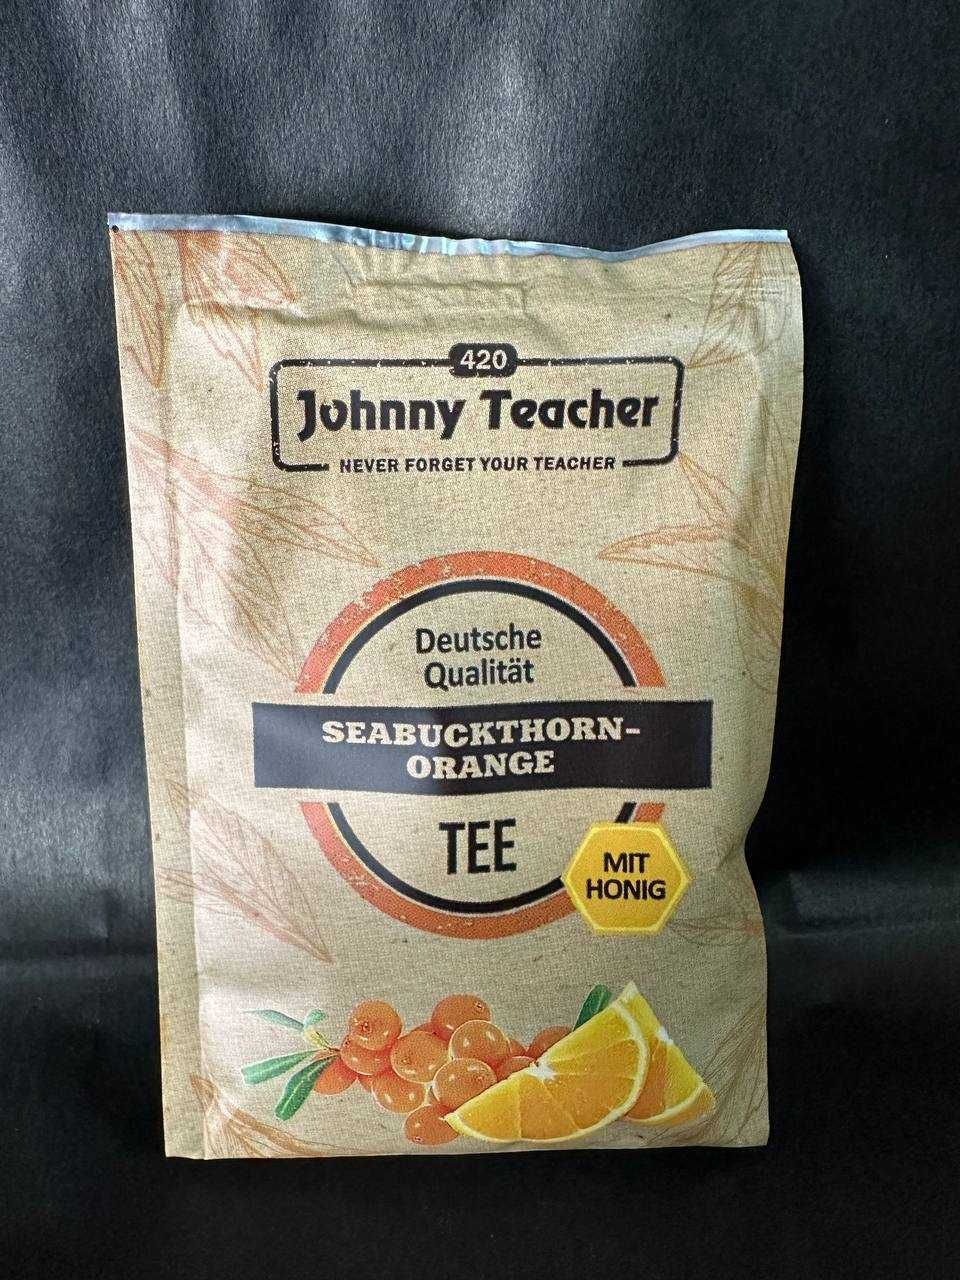 420
Johnny Teacher
NEVER FORGET YOUR TEACHER
Deutsche
Qualität
SEABUCKTHORN-
ORANGE
TEE
MIT
HONIG